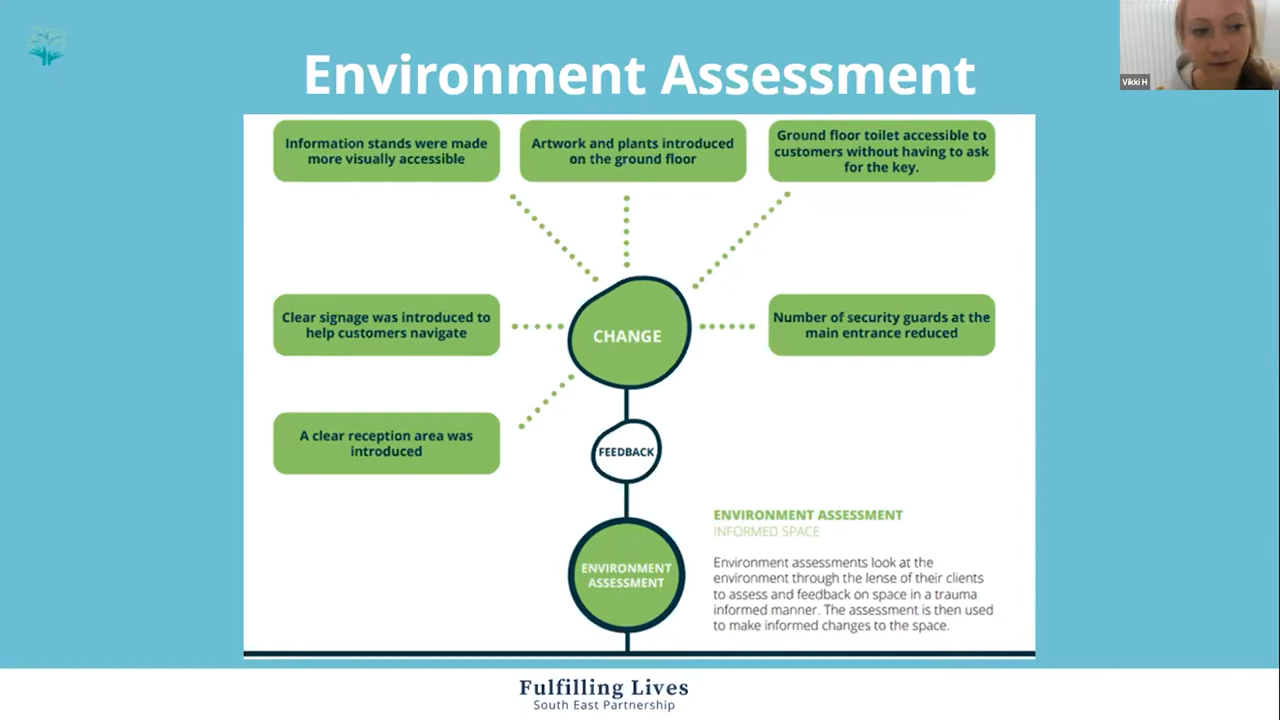 Vikki H
Environment Assessment
Information stands were made
more visually accessible
Artwork and plants introduced
on the ground floor
Ground floor toilet accessible to
customers without having to ask
for the key.
Clear signage was introduced to
help customers navigate
CHANGE
Number of security guards at the
main entrance reduced
A clear reception area was
introduced
FEEDBACK
ENVIRONMENT
ASSESSMENT
ENVIRONMENT ASSESSMENT
INFORMED SPACE
Environment assessments look at the
environment through the lense of their clients
to assess and feedback on space in a trauma
informed manner. The assessment is then used
to make informed changes to the space.
Fulfilling Lives
South East Partnership